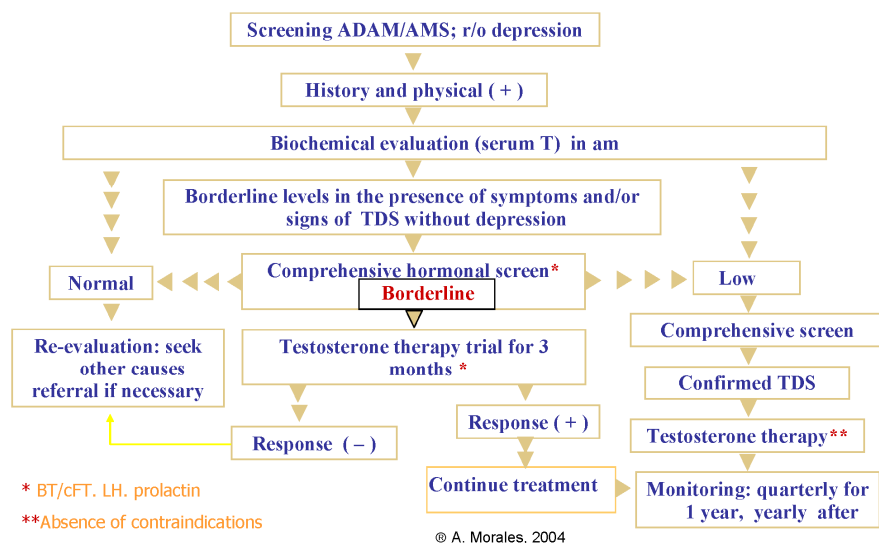 Screening ADAM/AMS; r/o depression
History and physical ( + )
Biochemical evaluation (serum T)  in am
Borderline levels in the presence of symptoms and/or
signs of  TDS without depression
Normal
Comprehensive hormonal screen*
Borderline
Low
Re-evaluation: seek
other causes
referral if necessary
Testosterone therapy trial for 3
months *
Comprehensive screen
Confirmed TDS
Response  ( – )
Response ( + )
Testosterone therapy**
Continue treatment
Monitoring: quarterly for
1 year,  yearly  after
* BT/cFT. LH. prolactin
**Absence of contraindications
® A. Morales, 2004